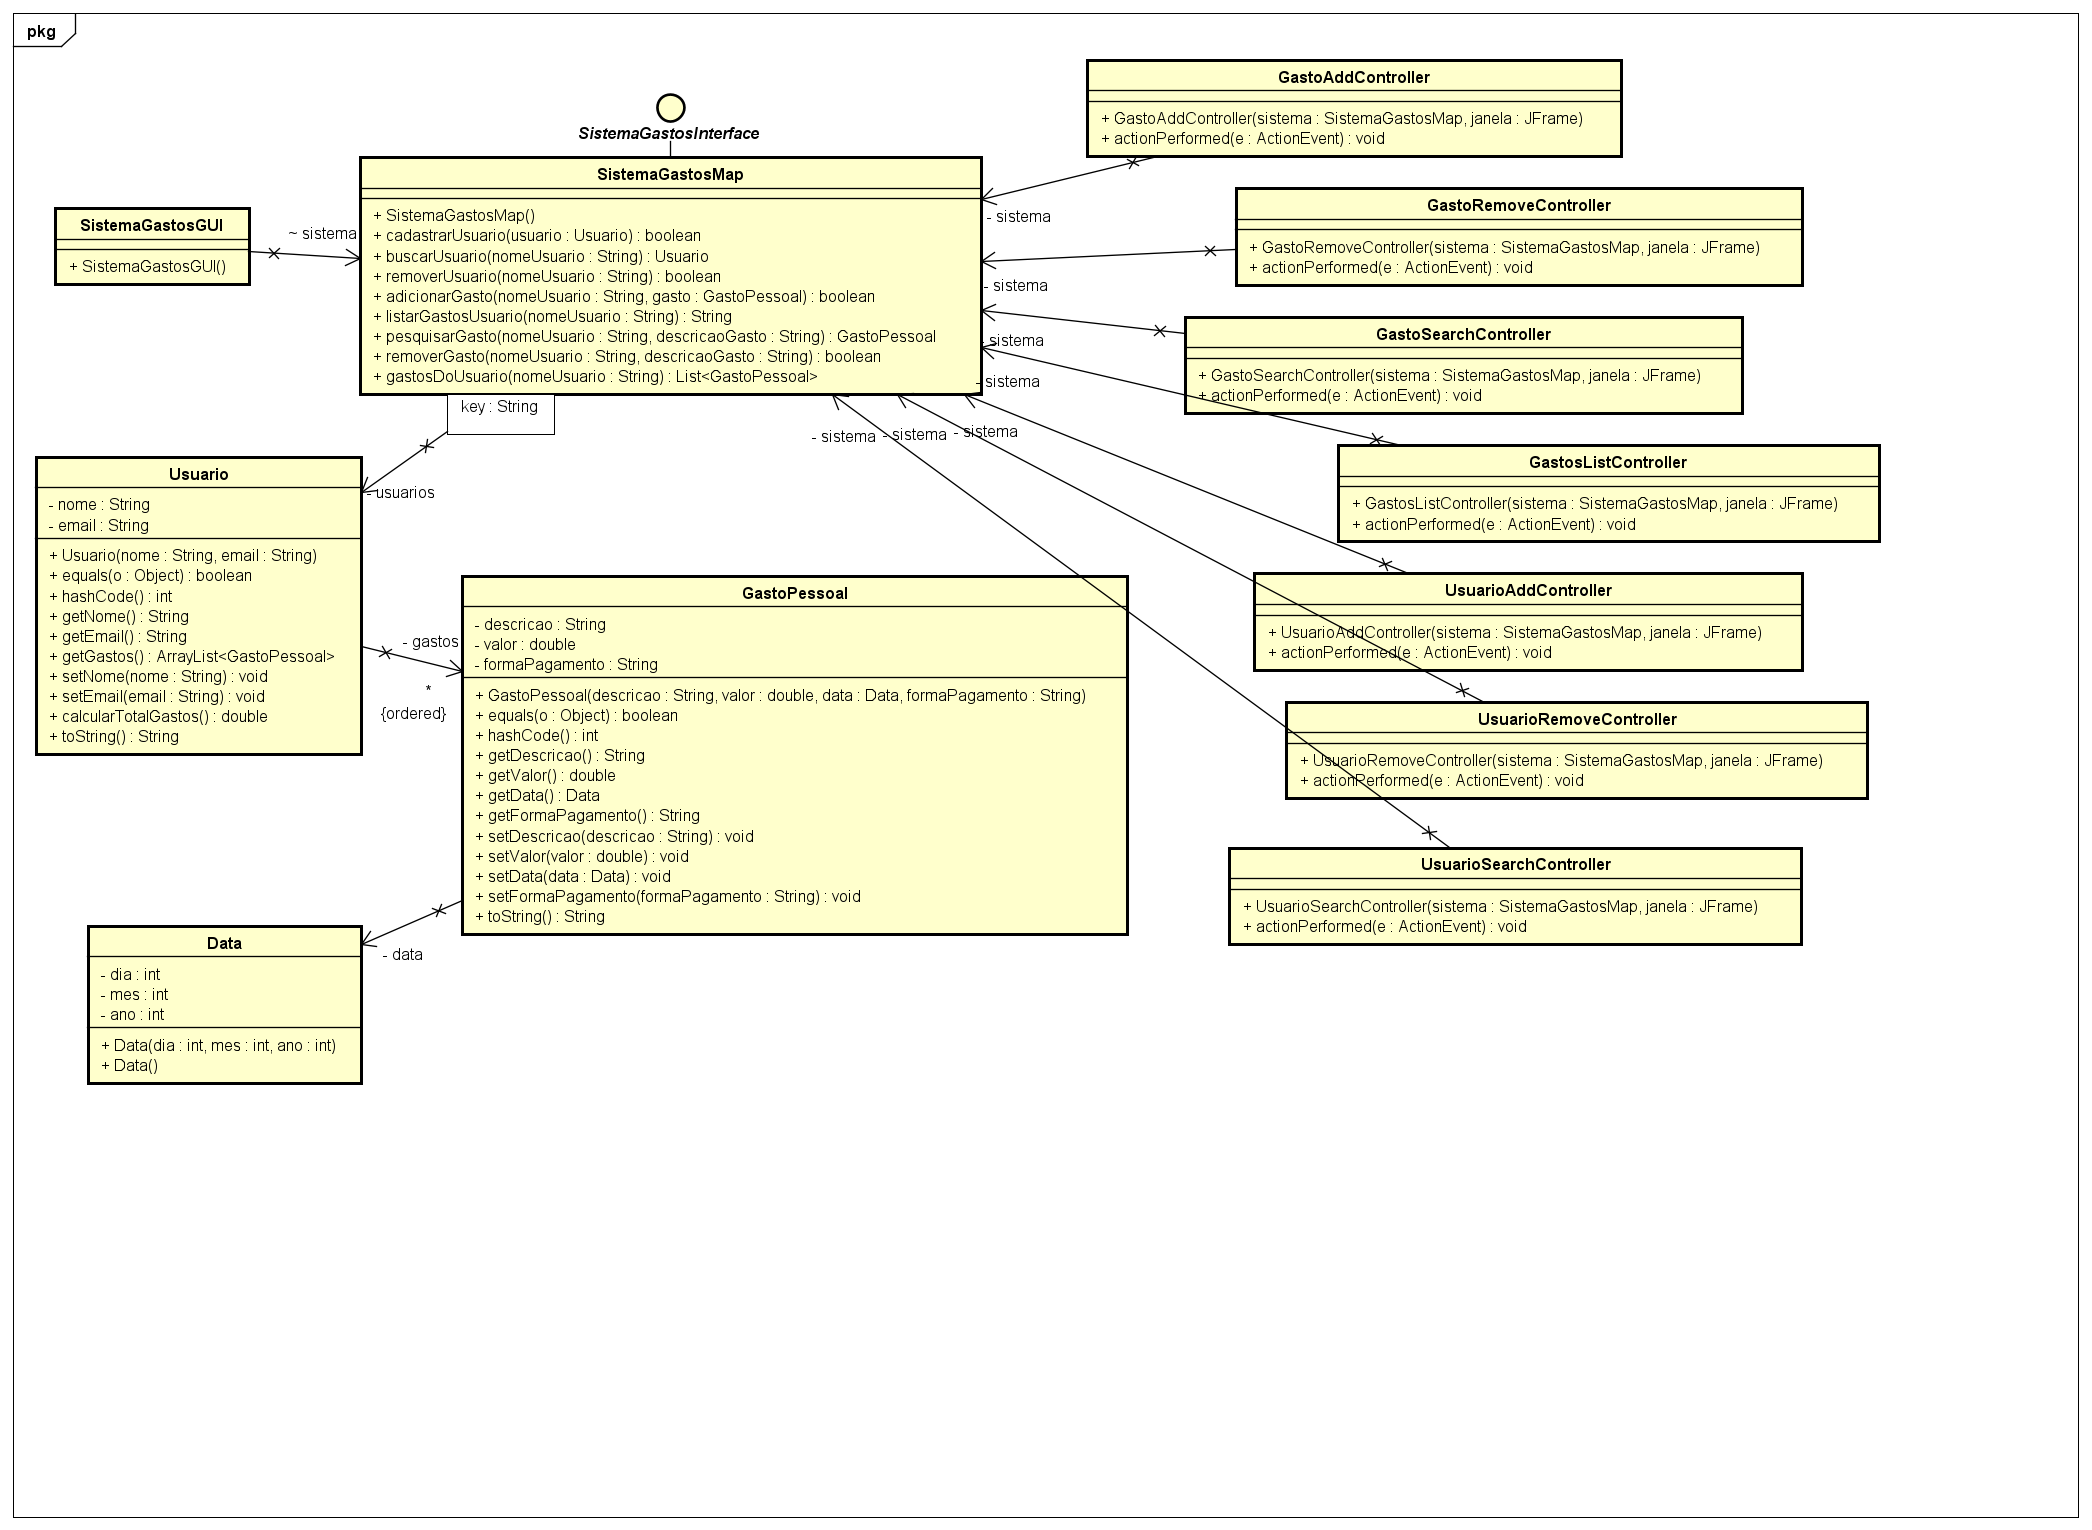 pkg
SistemaGastosInterface
SistemaGastosMap
+ SistemaGastosMap()
+ cadastrarUsuario(usuario : Usuario) : boolean
+ buscarUsuario(nomeUsuario : String) : Usuario
+ removerUsuario(nomeUsuario : String) : boolean
+ adicionarGasto(nomeUsuario : String, gasto : GastoPessoal) : boolean
+ listarGastosUsuario(nomeUsuario : String) : String
+ pesquisarGasto(nomeUsuario : String, descricaoGasto : String) : GastoPessoal
+ removerGasto(nomeUsuario : String, descricaoGasto : String) : boolean
+ gastosDoUsuario(nomeUsuario : String) : List<GastoPessoal>
key : String
SistemaGastosGUI
+ SistemaGastosGUI()
~ sistema
GastoAddController
+ GastoAddController(sistema : SistemaGastosMap, janela : JFrame)
+ actionPerformed(e : ActionEvent) : void
- sistema
GastoRemoveController
+ GastoRemoveController(sistema : SistemaGastosMap, janela : JFrame)
+ actionPerformed(e : ActionEvent) : void
- sistema
GastoSearchController
+ GastoSearchController(sistema : SistemaGastosMap, janela : JFrame)
+ actionPerformed(e : ActionEvent) : void
- sistema
GastosListController
+ GastosListController(sistema : SistemaGastosMap, janela : JFrame)
+ actionPerformed(e : ActionEvent) : void
- sistema
UsuarioAddController
+ UsuarioAddController(sistema : SistemaGastosMap, janela : JFrame)
+ actionPerformed(e : ActionEvent) : void
- sistema
UsuarioRemoveController
+ UsuarioRemoveController(sistema : SistemaGastosMap, janela : JFrame)
+ actionPerformed(e : ActionEvent) : void
- sistema
UsuarioSearchController
+ UsuarioSearchController(sistema : SistemaGastosMap, janela : JFrame)
+ actionPerformed(e : ActionEvent) : void
- sistema
- usuarios
Usuario
- nome : String
- email : String
+ Usuario(nome : String, email : String)
+ equals(o : Object) : boolean
+ hashCode() : int
+ getNome() : String
+ getEmail() : String
+ getGastos() : ArrayList<GastoPessoal>
+ setNome(nome : String) : void
+ setEmail(email : String) : void
+ calcularTotalGastos() : double
+ toString() : String
- gastos
*
{ordered}
GastoPessoal
- descricao : String
- valor : double
- formaPagamento : String
+ GastoPessoal(descricao : String, valor : double, data : Data, formaPagamento : String)
+ equals(o : Object) : boolean
+ hashCode() : int
+ getDescricao() : String
+ getValor() : double
+ getData() : Data
+ getFormaPagamento() : String
+ setDescricao(descricao : String) : void
+ setValor(valor : double) : void
+ setData(data : Data) : void
+ setFormaPagamento(formaPagamento : String) : void
+ toString() : String
- data
Data
- dia : int
- mes : int
- ano : int
+ Data(dia : int, mes : int, ano : int)
+ Data()